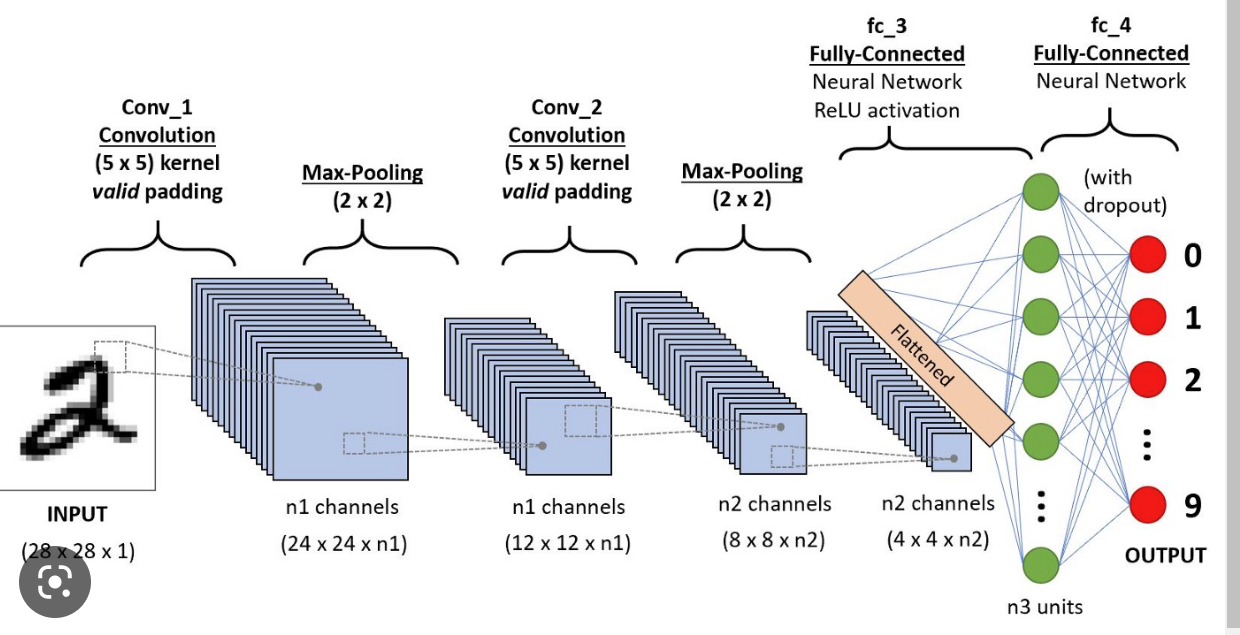 Conv_1
Convolution
(5 x 5) kernel
valid padding
Max-Pooling
(2 x 2)
Conv_2
Convolution
(5 x 5) kernel
valid padding
Max-Pooling
(2 x 2)
fc_3
Fully-Connected
Neural Network
ReLU activation
fc_4
Fully-Connected
Neural Network
(with
dropout)
Flattened
0
1
2
9
OUTPUT
2
INPUT
(28 x 28 x 1)
n1 channels
(24 x 24 x n1)
n1 channels
(12 x 12 x n1)
n2 channels
(8 x 8 x n2)
n2 channels
(4 x 4 x n2)
n3 units